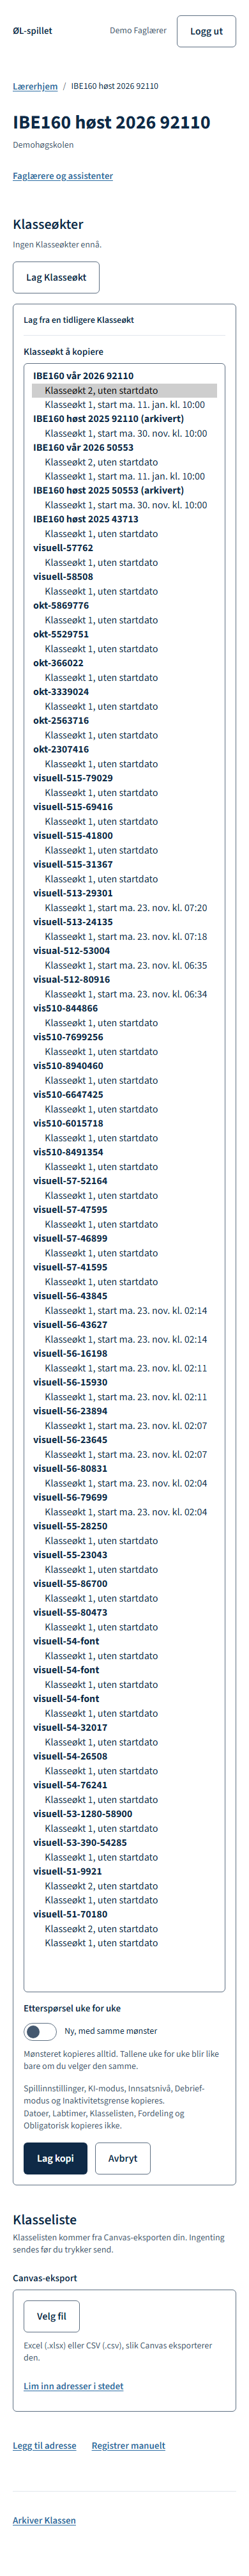 ØL-spillet
Demo Faglærer
Logg ut
Lærerhjem / IBE160 høst 2026 92110
IBE160 høst 2026 92110
Demohøgskolen
Faglærere og assistenter
Klasseøkter
Ingen Klasseøkter ennå.
Lag Klasseøkt
Lag fra en tidligere Klasseøkt
Klasseøkt å kopiere
IBE160 vår 2026 92110
Klasseøkt 2, uten startdato
Klasseøkt 1, start ma. 11. jan. kl. 10:00
IBE160 høst 2025 92110 (arkivert)
Klasseøkt 1, start ma. 30. nov. kl. 10:00
IBE160 vår 2026 50553
Klasseøkt 2, uten startdato
Klasseøkt 1, start ma. 11. jan. kl. 10:00
IBE160 høst 2025 50553 (arkivert)
Klasseøkt 1, start ma. 30. nov. kl. 10:00
IBE160 høst 2025 43713
Klasseøkt 1, uten startdato
visuell-57762
Klasseøkt 1, uten startdato
visuell-58508
Klasseøkt 1, uten startdato
okt-5869776
Klasseøkt 1, uten startdato
okt-5529751
Klasseøkt 1, uten startdato
okt-366022
Klasseøkt 1, uten startdato
okt-3339024
Klasseøkt 1, uten startdato
okt-2563716
Klasseøkt 1, uten startdato
okt-2307416
Klasseøkt 1, uten startdato
visuell-515-79029
Klasseøkt 1, uten startdato
visuell-515-69416
Klasseøkt 1, uten startdato
visuell-515-41800
Klasseøkt 1, uten startdato
visuell-515-31367
Klasseøkt 1, uten startdato
visuell-513-29301
Klasseøkt 1, start ma. 23. nov. kl. 07:20
visuell-513-24135
Klasseøkt 1, start ma. 23. nov. kl. 07:18
visual-512-53004
Klasseøkt 1, start ma. 23. nov. kl. 06:35
visual-512-80916
Klasseøkt 1, start ma. 23. nov. kl. 06:34
vis510-844866
Klasseøkt 1, uten startdato
vis510-7699256
Klasseøkt 1, uten startdato
vis510-8940460
Klasseøkt 1, uten startdato
vis510-6647425
Klasseøkt 1, uten startdato
vis510-6015718
Klasseøkt 1, uten startdato
vis510-8491354
Klasseøkt 1, uten startdato
visuell-57-52164
Klasseøkt 1, uten startdato
visuell-57-47595
Klasseøkt 1, uten startdato
visuell-57-46899
Klasseøkt 1, uten startdato
visuell-57-41595
Klasseøkt 1, uten startdato
visuell-56-43845
Klasseøkt 1, start ma. 23. nov. kl. 02:14
visuell-56-43627
Klasseøkt 1, start ma. 23. nov. kl. 02:14
visuell-56-16198
Klasseøkt 1, start ma. 23. nov. kl. 02:11
visuell-56-15930
Klasseøkt 1, start ma. 23. nov. kl. 02:11
visuell-56-23894
Klasseøkt 1, start ma. 23. nov. kl. 02:07
visuell-56-23645
Klasseøkt 1, start ma. 23. nov. kl. 02:07
visuell-56-80831
Klasseøkt 1, start ma. 23. nov. kl. 02:04
visuell-56-79699
Klasseøkt 1, start ma. 23. nov. kl. 02:04
visuell-55-28250
Klasseøkt 1, uten startdato
visuell-55-23043
Klasseøkt 1, uten startdato
visuell-55-86700
Klasseøkt 1, uten startdato
visuell-55-80473
Klasseøkt 1, uten startdato
visuell-54-font
Klasseøkt 1, uten startdato
visuell-54-font
Klasseøkt 1, uten startdato
visuell-54-font
Klasseøkt 1, uten startdato
visuell-54-32017
Klasseøkt 1, uten startdato
visuell-54-26508
Klasseøkt 1, uten startdato
visuell-54-76241
Klasseøkt 1, uten startdato
visuell-53-1280-58900
Klasseøkt 1, uten startdato
visuell-53-390-54285
Klasseøkt 1, uten startdato
visuell-51-9921
Klasseøkt 2, uten startdato
Klasseøkt 1, uten startdato
visuell-51-70180
Klasseøkt 2, uten startdato
Klasseøkt 1, uten startdato
Etterspørsel uke for uke
Ny, med samme mønster
Mønsteret kopieres alltid. Tallene uke for uke blir like
bare om du velger den samme.
Spillinnstillinger, KI-modus, Innsatsnivå, Debrief-
modus og Inaktivitetsgrense kopieres.
Datoer, Labtimer, Klasselisten, Fordeling og
Obligatorisk kopieres ikke.
Lag kopi
Avbryt
Klasseliste
Klasselisten kommer fra Canvas-eksporten din. Ingenting
sendes før du trykker send.
Canvas-eksport
Velg fil
Excel (.xlsx) eller CSV (.csv), slik Canvas eksporterer
den.
Lim inn adresser i stedet
Legg til adresse
Registrer manuelt
Arkiver Klassen